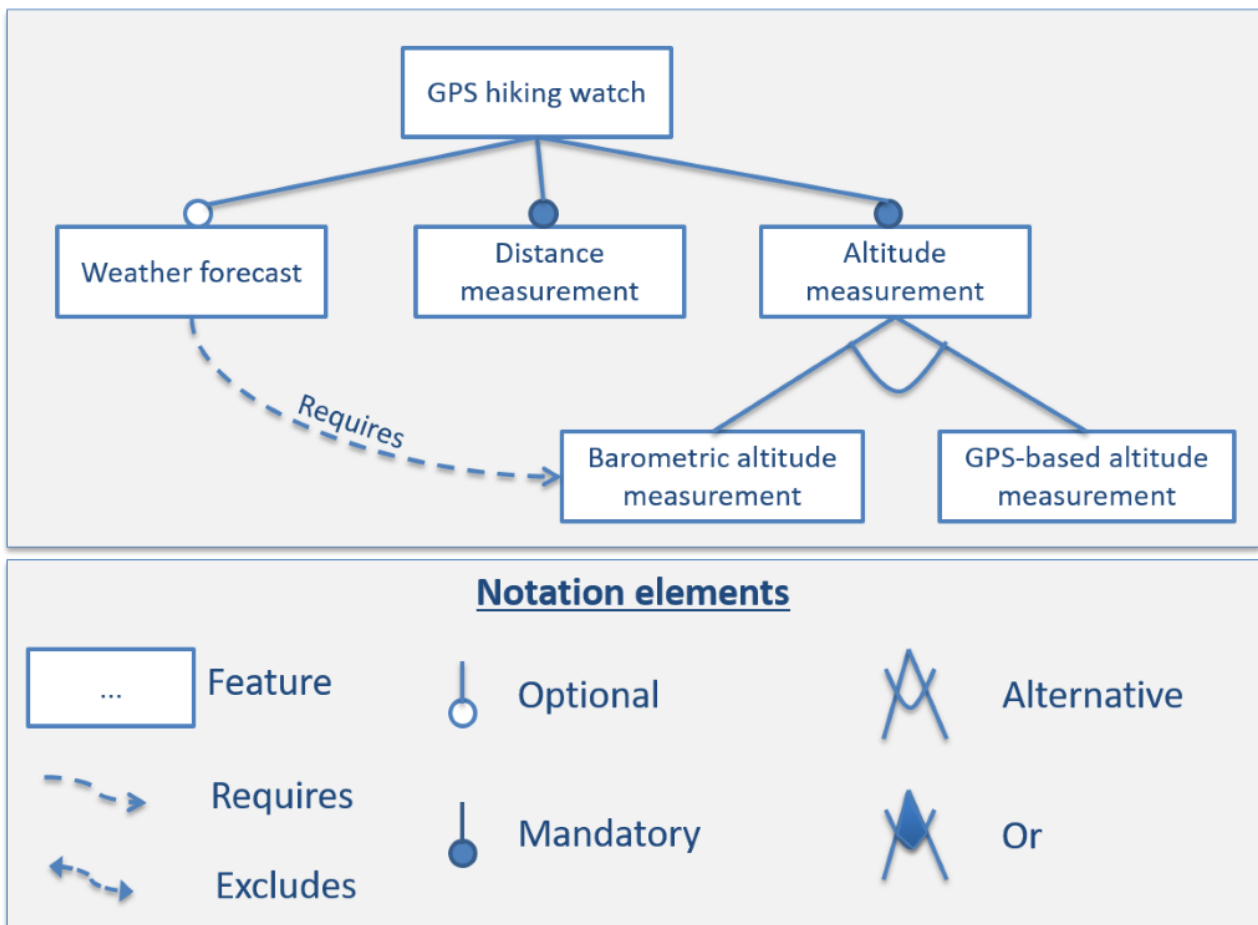 GPS hiking watch
Weather forecast
Distance
measurement
Altitude
measurement
Requires
Barometric altitude
measurement
GPS-based altitude
measurement
Notation elements
...
Feature
Optional
Alternative
Requires
Mandatory
Or
Excludes